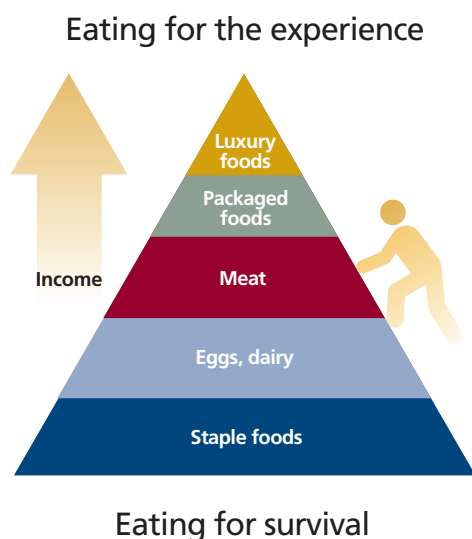 Eating for the experience
Luxury
foods
Packaged
foods
Income
Meat
Eggs, dairy
Staple foods
Eating for survival